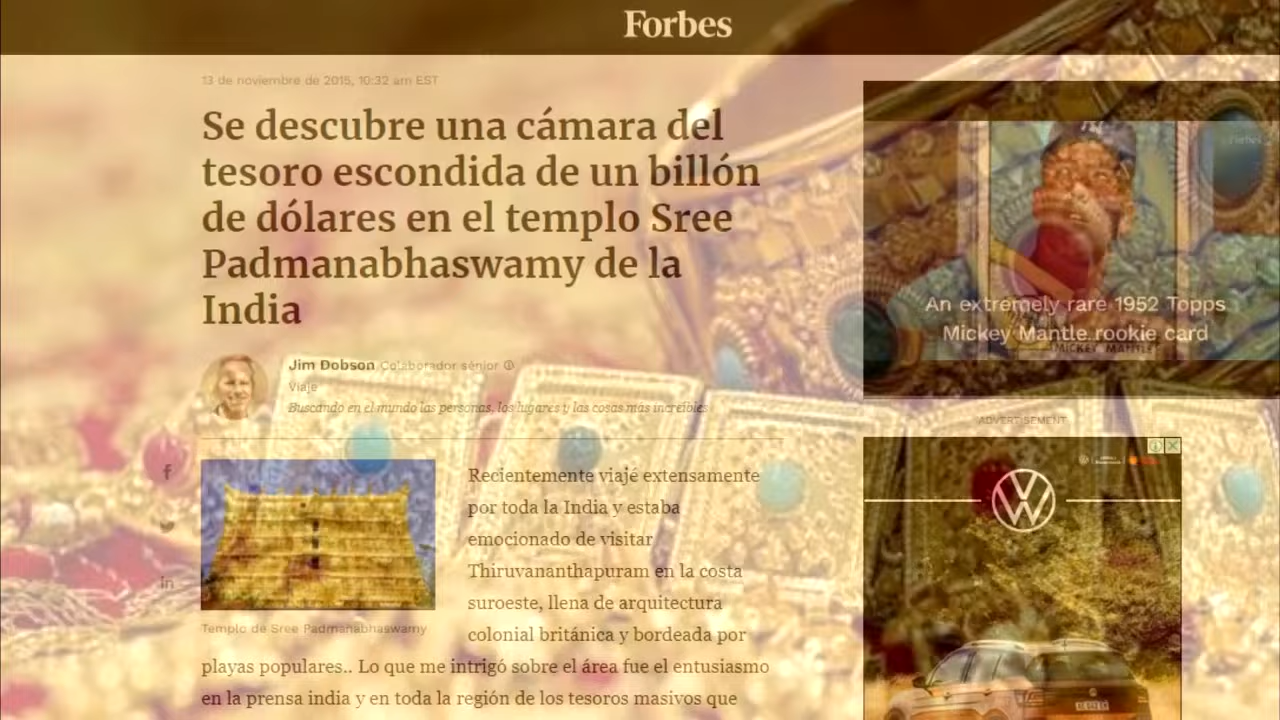 Forbes
13 de noviembre de 2015, 10:32 am EST
Se descubre una cámara del
tesoro escondida de un billón
de dólares en el templo Sree
Padmanabhaswamy de la
India
Jim Dobson Colaborador sénior
Viaje
Buscando en el mundo las personas, los lugares y las cosas más increíbles
f
in
Templo de Sree Padmanabhaswamy
Recientemente viajé extensamente
por toda la India y estaba
emocionado de visitar
Thiruvananthapuram en la costa
suroeste, llena de arquitectura
colonial británica y bordeada por
playas populares.. Lo que me intrigó sobre el área fue el entusiasmo
en la prensa india y en toda la región de los tesoros masivos que
Forbes
An extremely rare 1952 Topps
Mickey Mantle rookie card
MICKEY MANTLE
ADVERTISEMENT